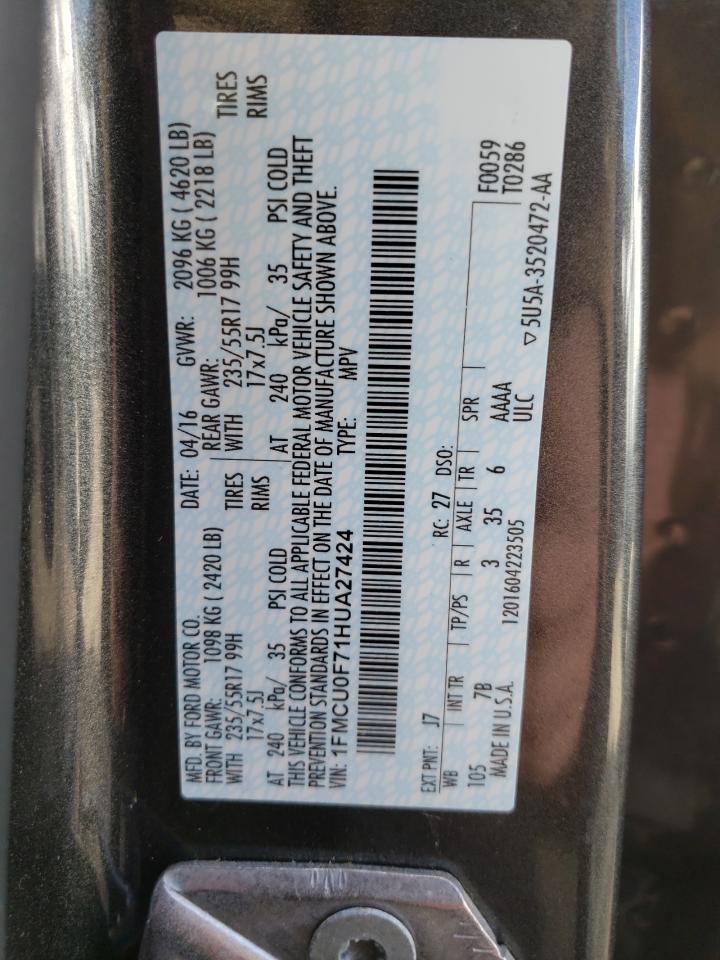 MFD. BY FORD MOTOR CO. DATE: 04/16 GVWR: 2096 KG ( 4620 LB)
FRONT GAWR: 1098 KG ( 2420 LB) REAR GAWR: 1006 KG ( 2218 LB)
WITH 235/55R17 99H TIRES WITH 235/55R17 99H TIRES
17x7.5J RIMS 17x7.5J RIMS
AT 240 kPa/ 35 PSI COLD AT 240 kPa/ 35 PSI COLD
THIS VEHICLE CONFORMS TO ALL APPLICABLE FEDERAL MOTOR VEHICLE SAFETY AND THEFT
PREVENTION STANDARDS IN EFFECT ON THE DATE OF MANUFACTURE SHOWN ABOVE.
VIN: 1FMCU0F71HUA27424 TYPE: MPV
EXT PNT: J7 RC: 27 DSO:
WB INT TR TP/PS R AXLE TR SPR F0059
105 7B 3 35 6 AAAA T0286
MADE IN U.S.A. 1201604223505 ULC
▽5U5A-3520472-AA